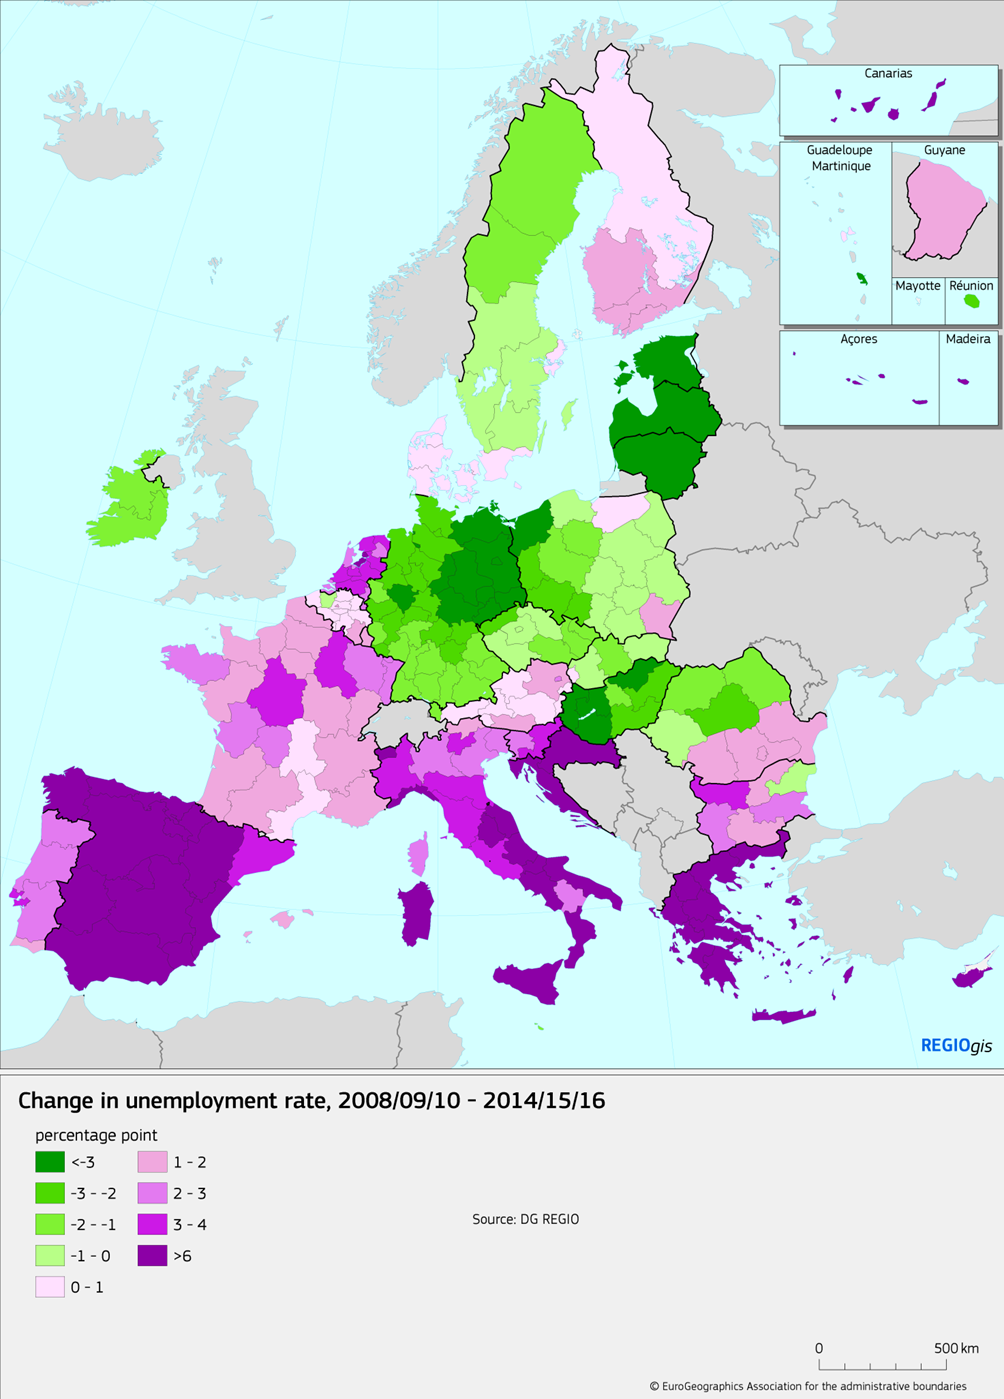 Canarias
Guadeloupe
Martinique
Guyane
Mayotte
Réunion
Açores
Madeira
REGIOgis
Change in unemployment rate, 2008/09/10 - 2014/15/16
percentage point
<-3
1 - 2
-3 - -2
2 - 3
-2 - -1
3 - 4
-1 - 0
>6
0 - 1
Source: DG REGIO
0 500 km
© EuroGeographics Association for the administrative boundaries